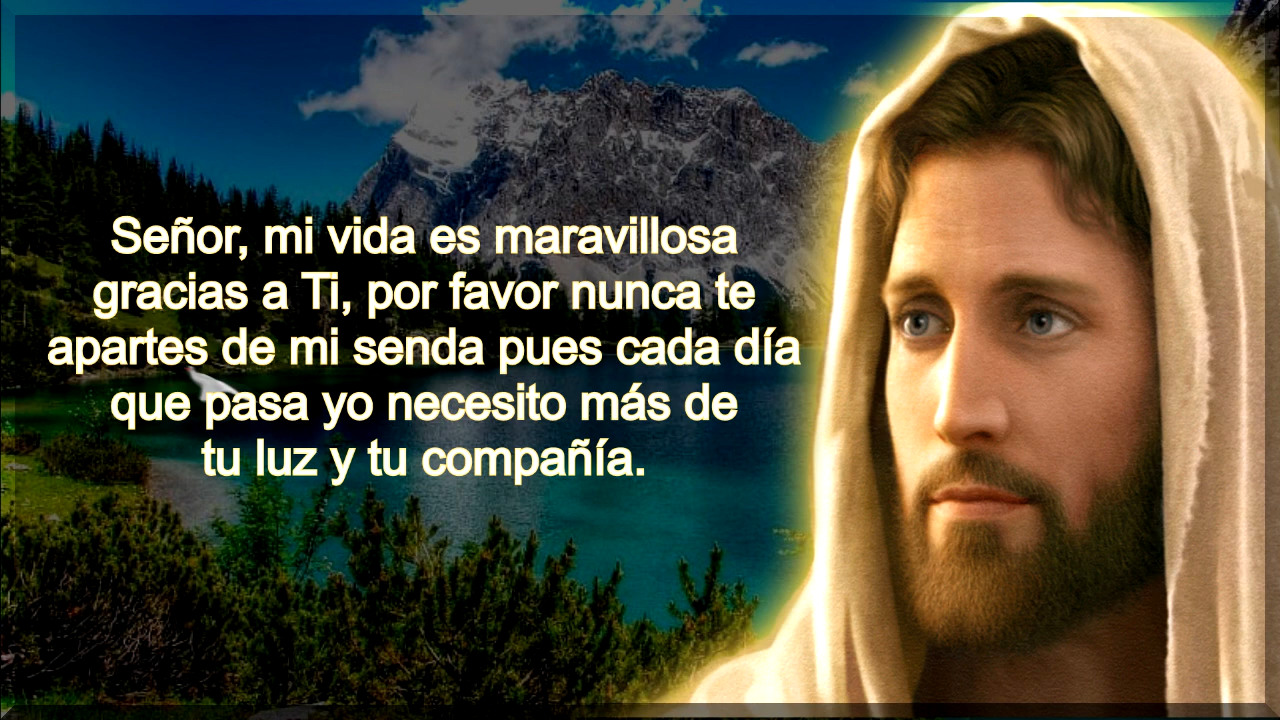 Señor, mi vida es maravillosa
gracias a Ti, por favor nunca te
apartes de mi senda pues cada día
que pasa yo necesito más de
tu luz y tu compañía.